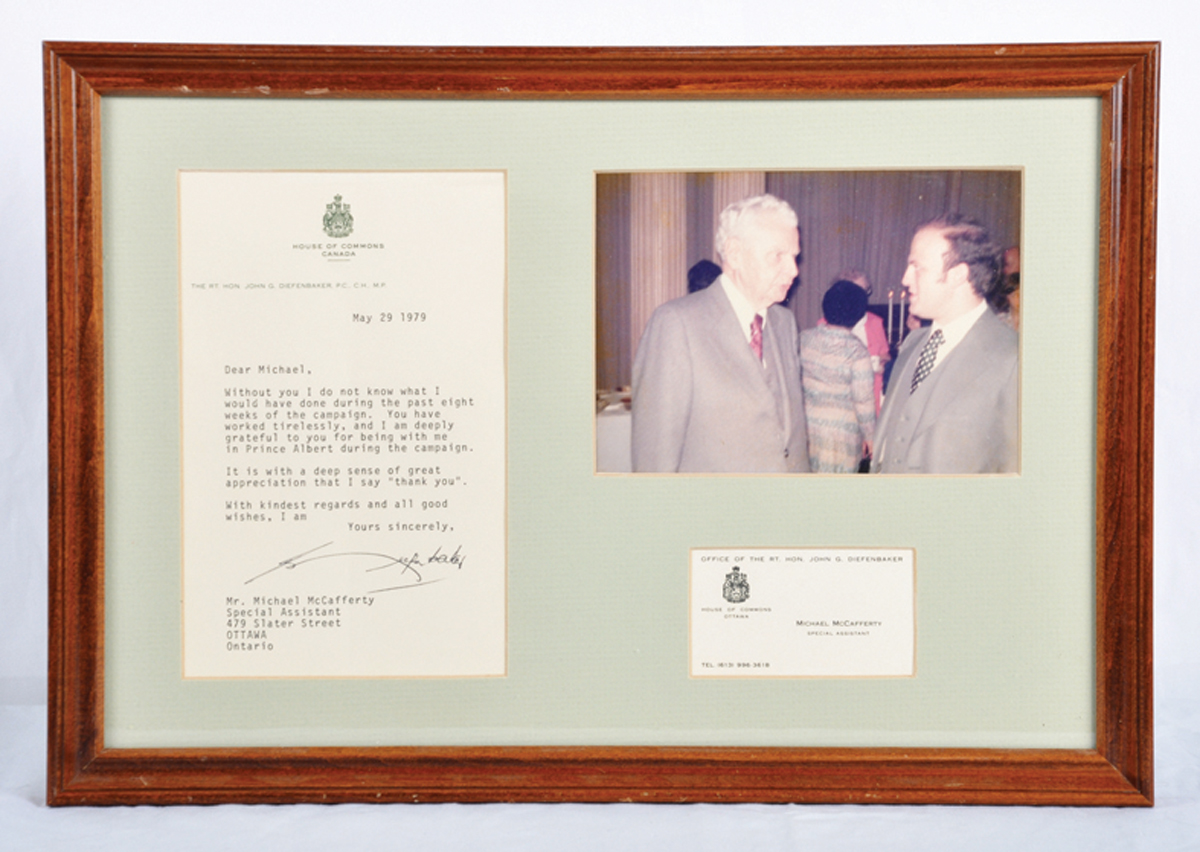 HOUSE OF COMMONS
CANADA
THE RT. HON. JOHN G. DIEFENBAKER, P.C., C.H., M.P.
May 29 1979
Dear Michael,
Without you I do not know what I
would have done during the past eight
weeks of the campaign. You have
worked tirelessly, and I am deeply
grateful to you for being with me
in Prince Albert during the campaign.
It is with a deep sense of great
appreciation that I say "thank you".
With kindest regards and all good
wishes, I am
Yours sincerely,
Diefenbaker
Mr. Michael McCafferty
Special Assistant
479 Slater Street
OTTAWA
Ontario
OFFICE OF THE RT. HON. JOHN G. DIEFENBAKER
HOUSE OF COMMONS
OTTAWA
MICHAEL MCCAFFERTY
SPECIAL ASSISTANT
TEL. (613) 996-3618